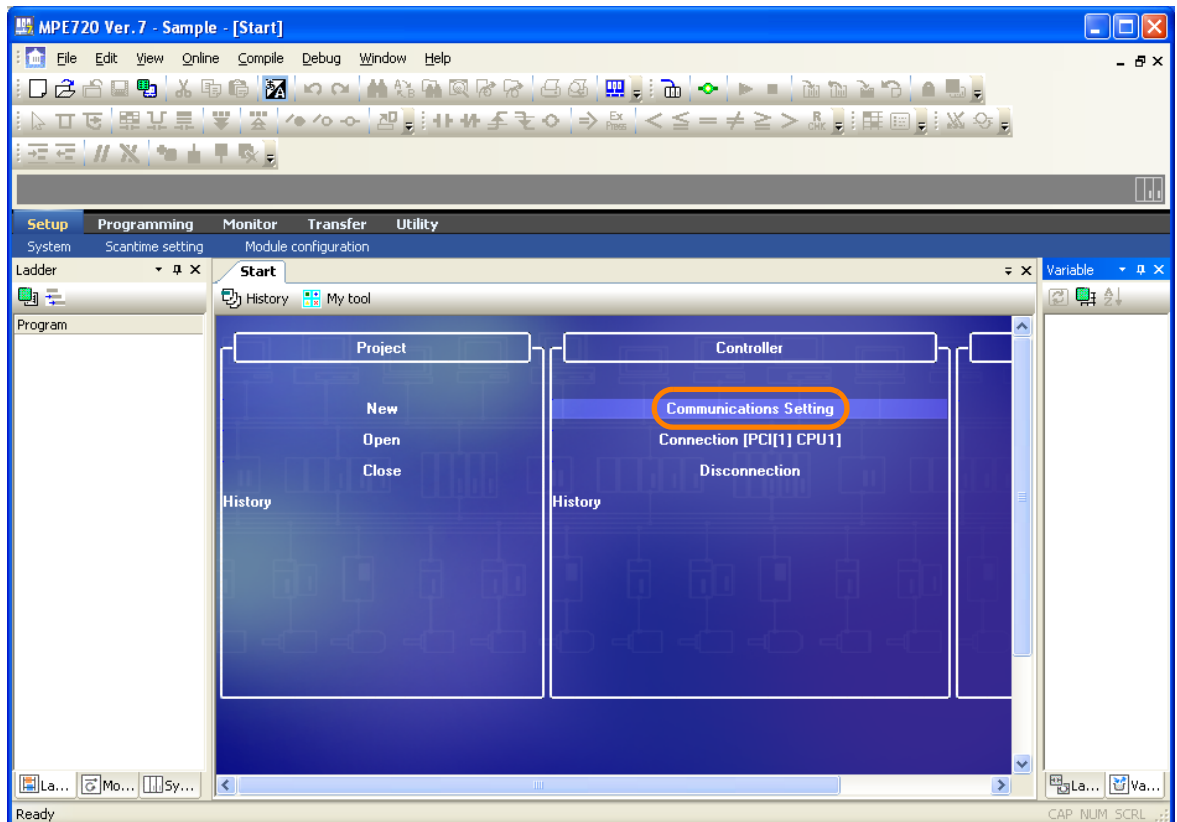 MPE720 Ver.7 - Sample - [Start]
File Edit View Online Compile Debug Window Help
Setup Programming Monitor Transfer Utility
System Scantime setting Module configuration
Ladder
Start
Variable
History My tool
Program
Project
Controller
New
Communications Setting
Open
Connection [PCI[1] CPU1]
Close
Disconnection
History
History
La... Mo... Sy...
La... Va...
Ready
CAP NUM SCRL